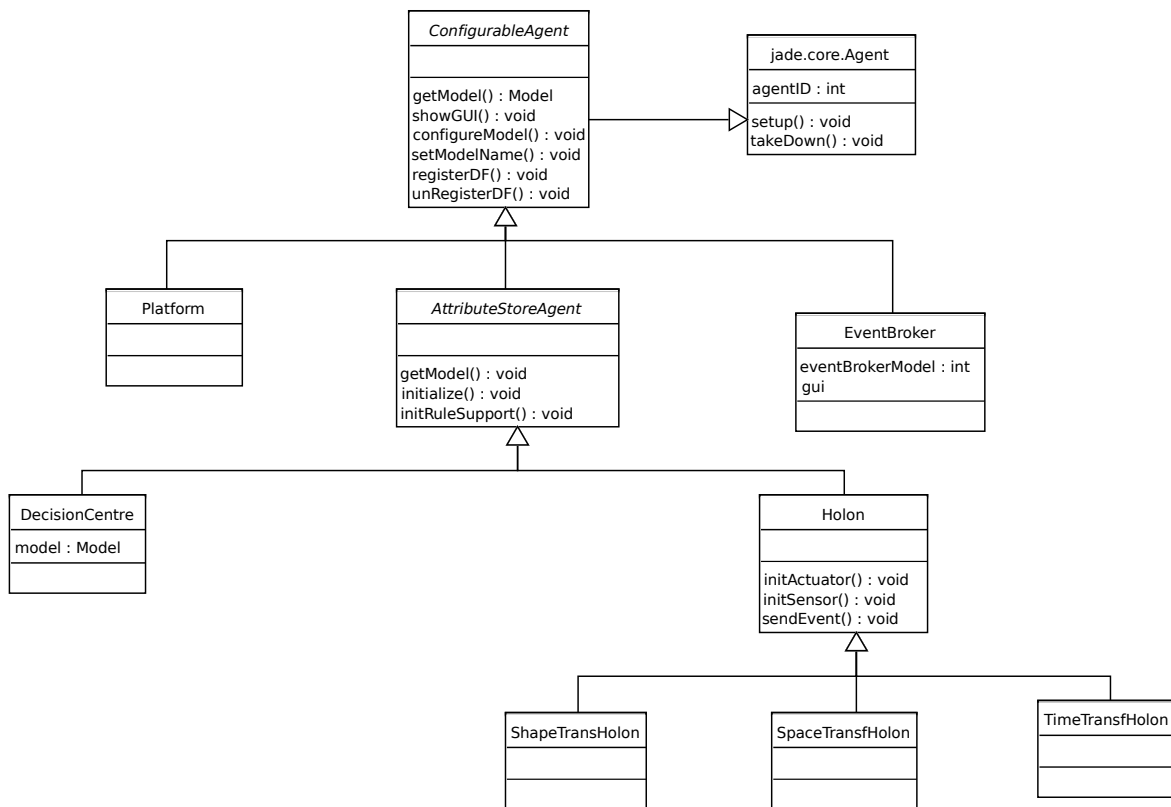 ConfigurableAgent
getModel() : Model
showGUI() : void
configureModel() : void
setModelName() : void
registerDF() : void
unRegisterDF() : void
jade.core.Agent
agentID : int
setup() : void
takeDown() : void
Platform
AttributeStoreAgent
getModel() : void
initialize() : void
initRuleSupport() : void
EventBroker
eventBrokerModel : int
gui
DecisionCentre
model : Model
Holon
initActuator() : void
initSensor() : void
sendEvent() : void
ShapeTransHolon
SpaceTransfHolon
TimeTransfHolon